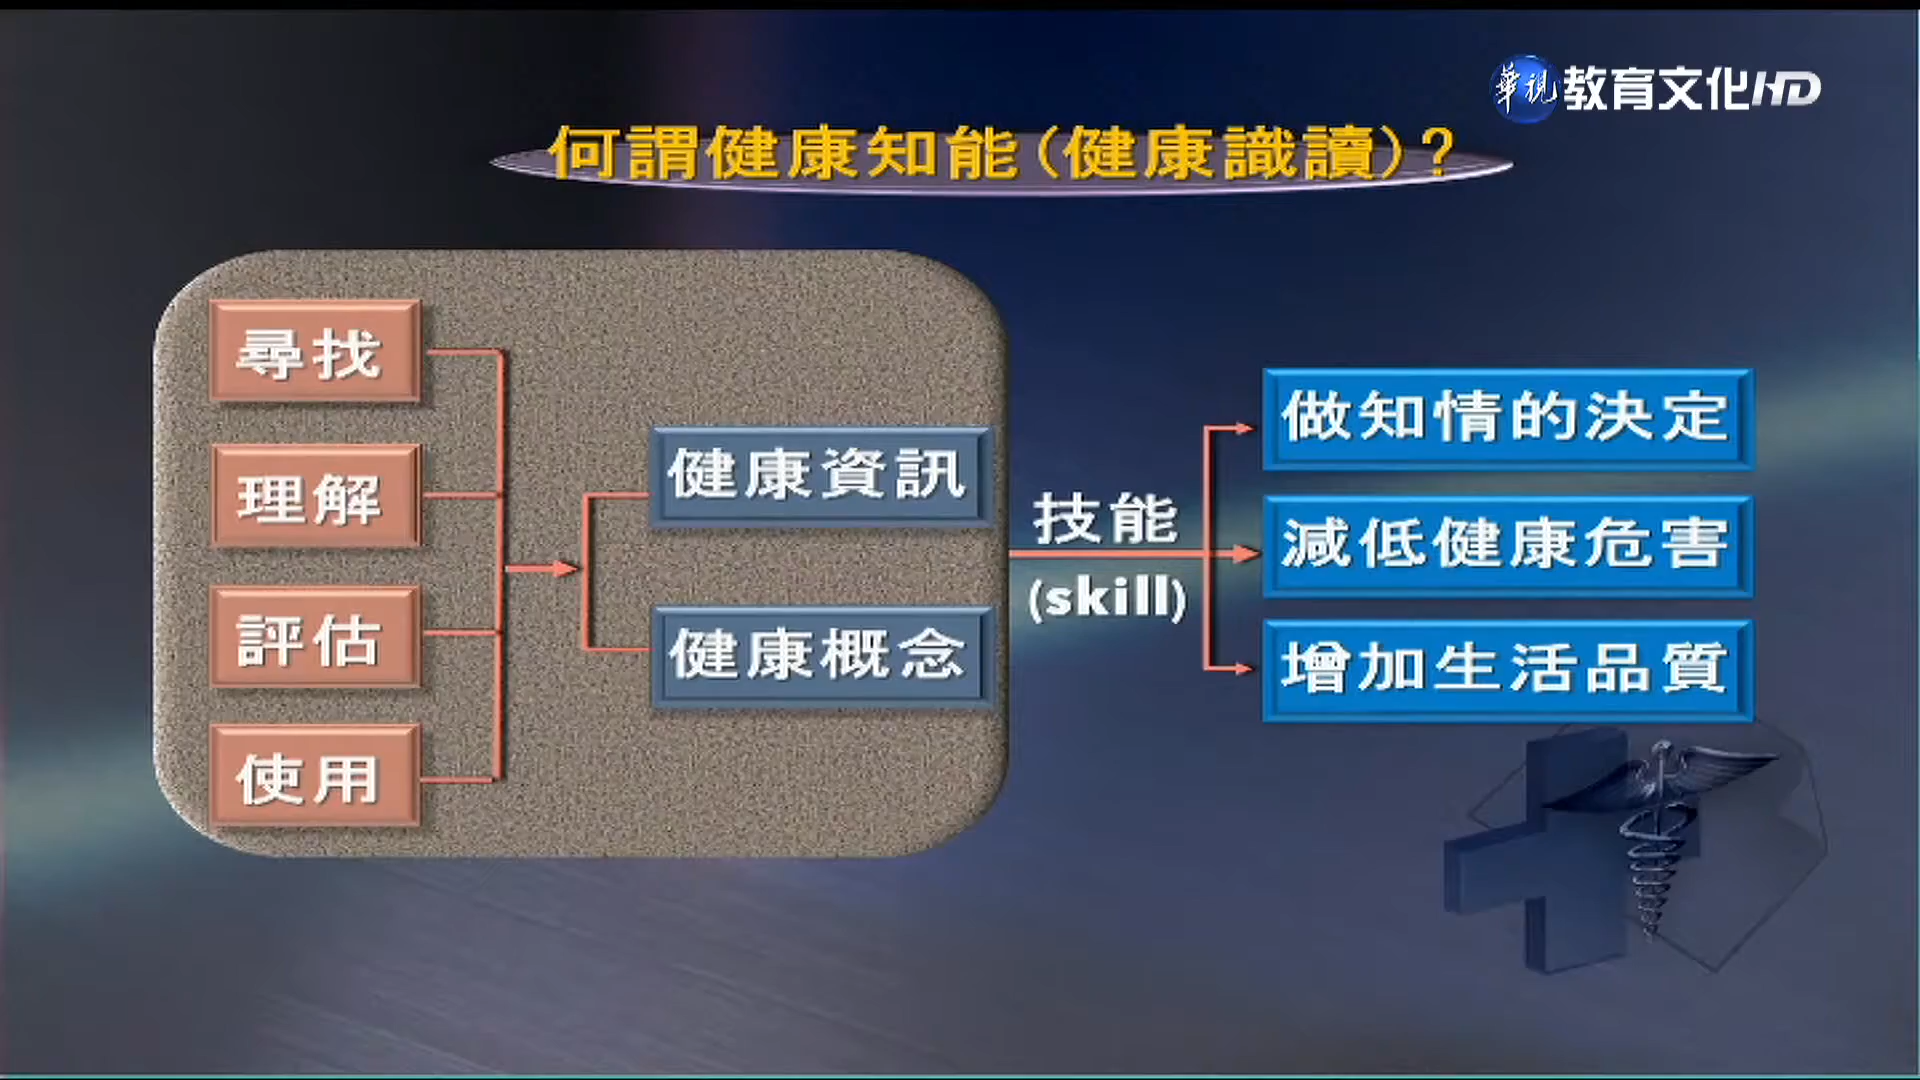 華視 教育文化HD
何謂健康知能(健康識讀)?
尋找
理解
評估
使用
健康資訊
健康概念
技能
(skill)
做知情的決定
減低健康危害
增加生活品質